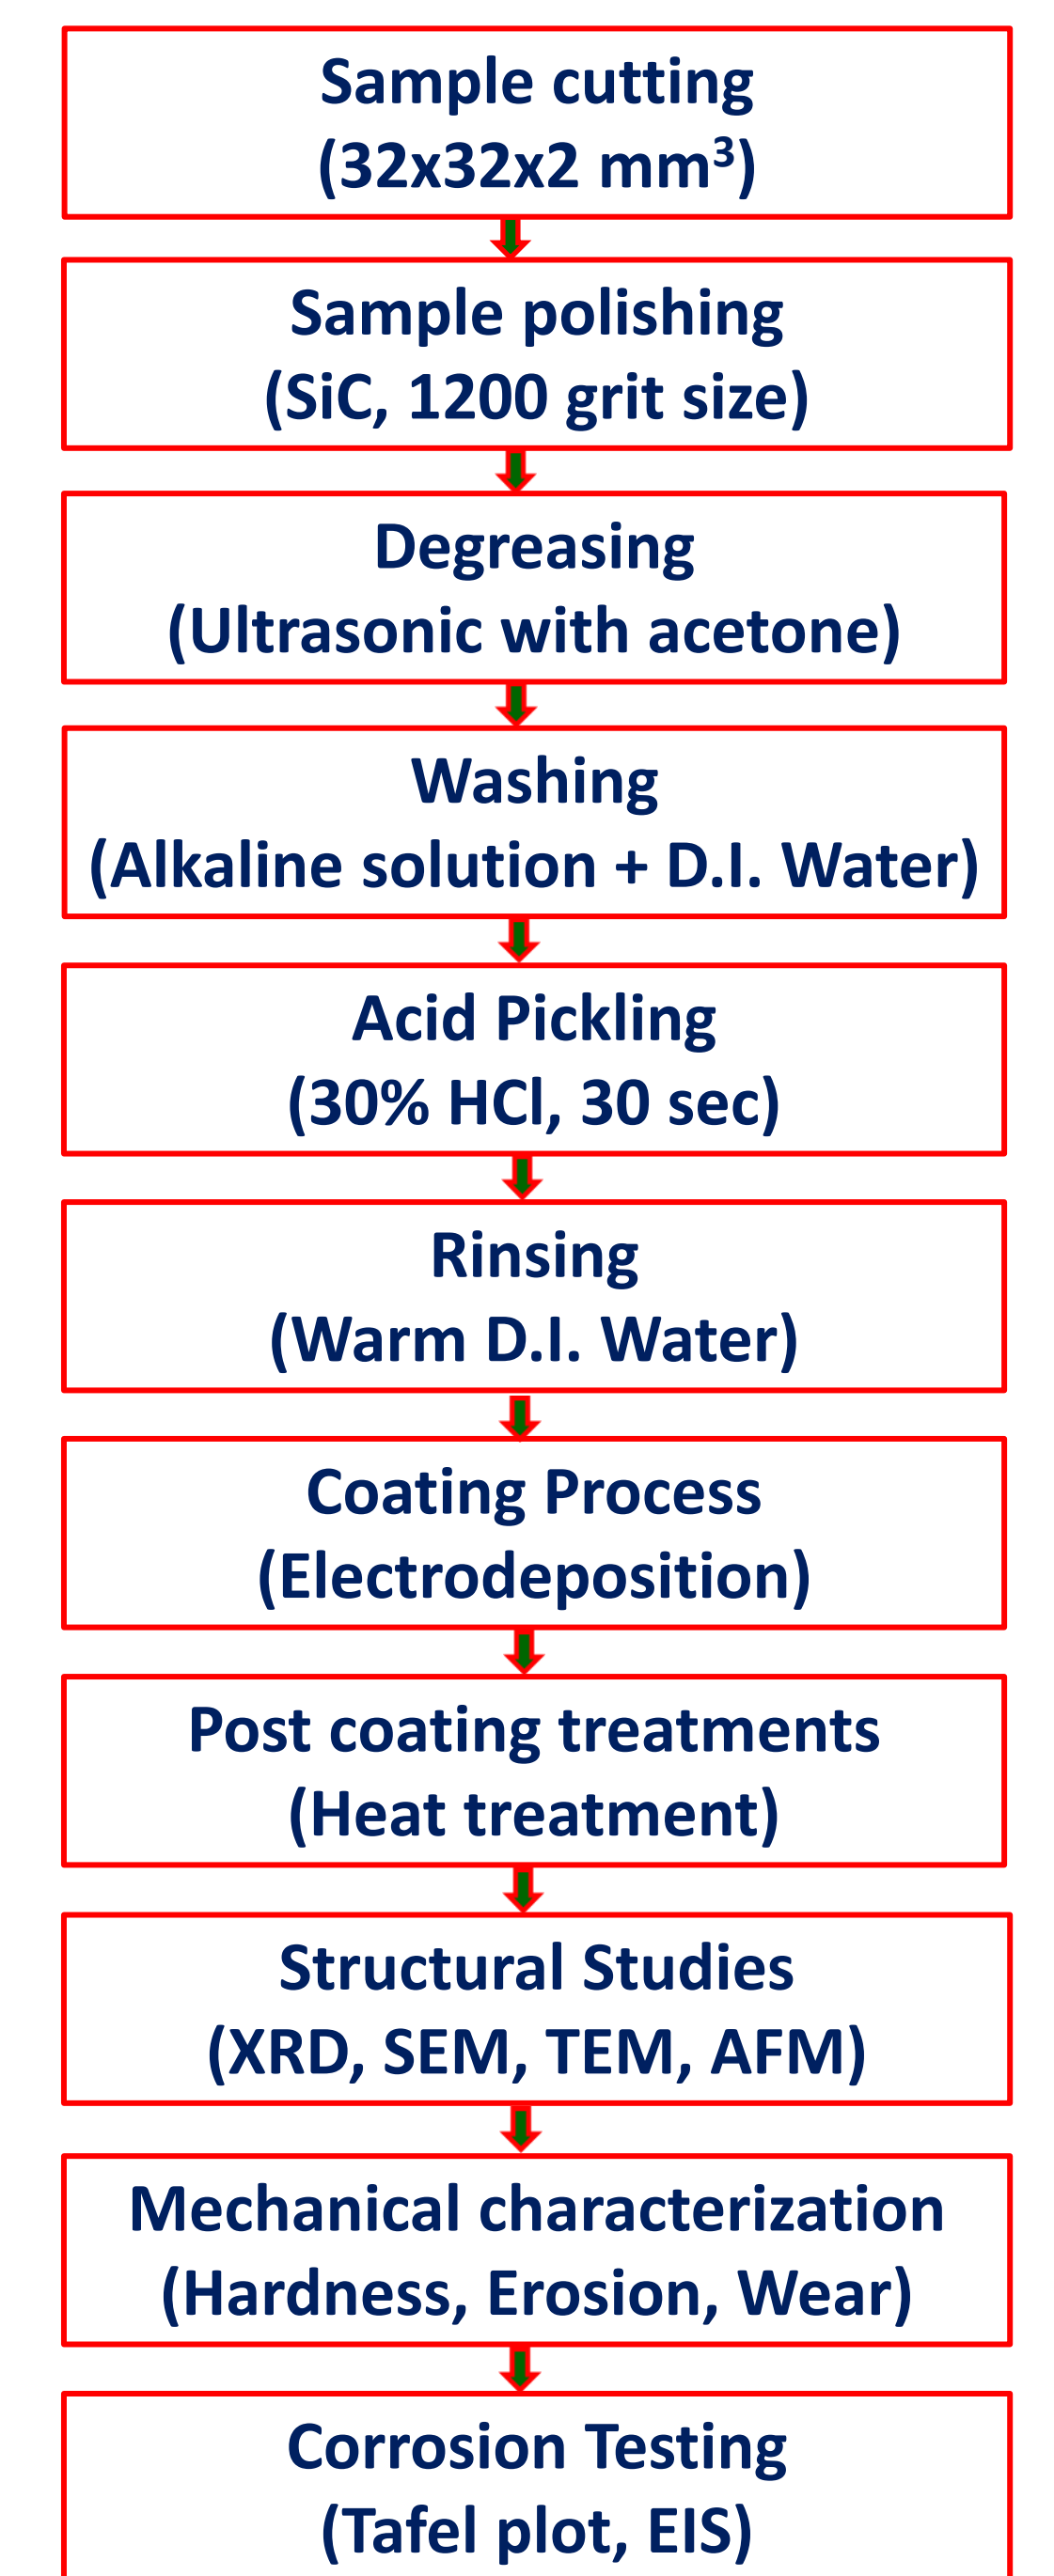 Sample cutting
(32x32x2 mm³)
Sample polishing
(SiC, 1200 grit size)
Degreasing
(Ultrasonic with acetone)
Washing
(Alkaline solution + D.I. Water)
Acid Pickling
(30% HCl, 30 sec)
Rinsing
(Warm D.I. Water)
Coating Process
(Electrodeposition)
Post coating treatments
(Heat treatment)
Structural Studies
(XRD, SEM, TEM, AFM)
Mechanical characterization
(Hardness, Erosion, Wear)
Corrosion Testing
(Tafel plot, EIS)